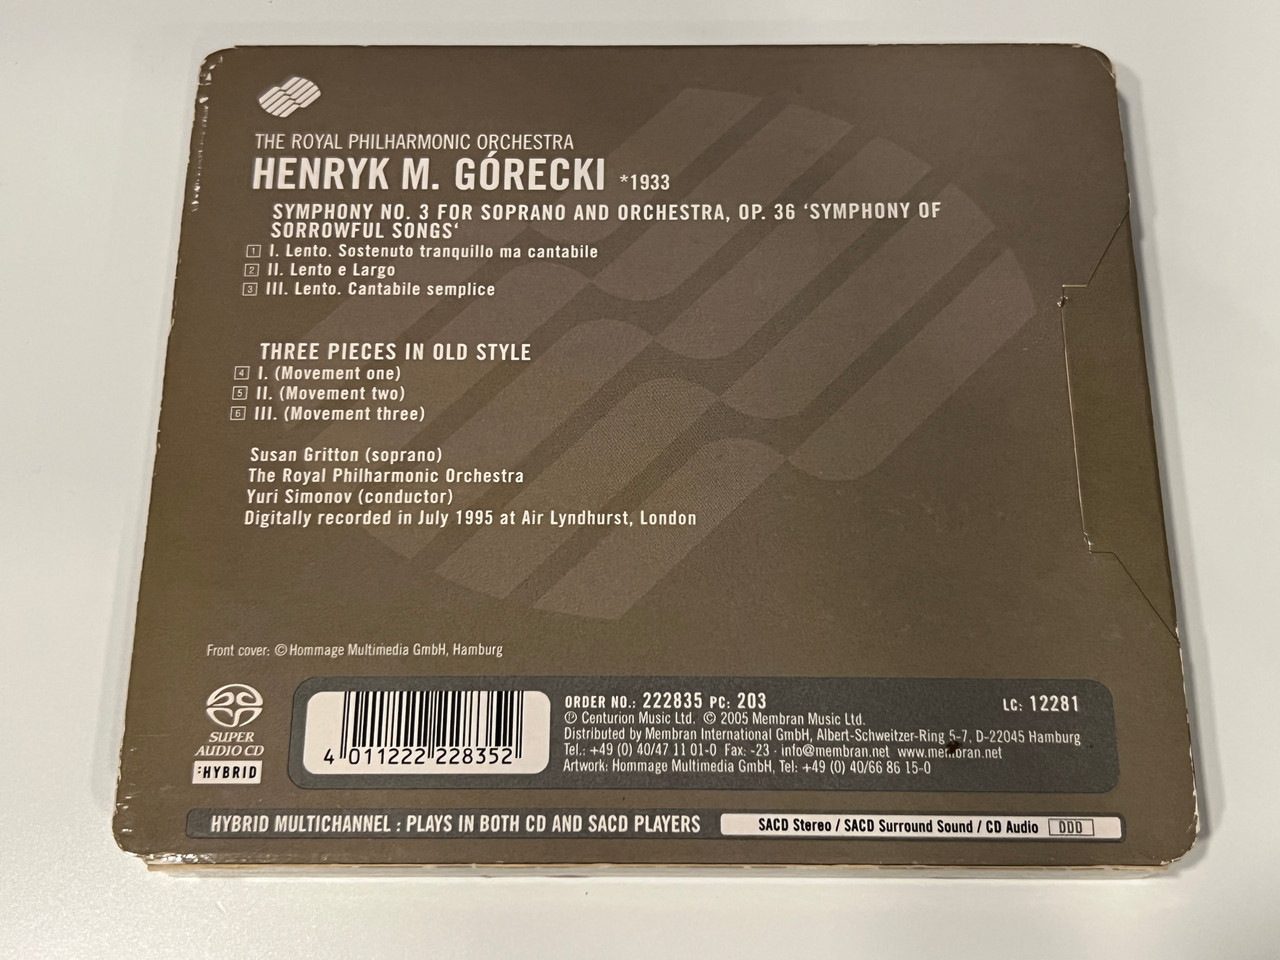 THE ROYAL PHILHARMONIC ORCHESTRA
HENRYK M. GÓRECKI *1933
SYMPHONY NO. 3 FOR SOPRANO AND ORCHESTRA, OP. 36 ‘SYMPHONY OF
SORROWFUL SONGS‘
1 I. Lento. Sostenuto tranquillo ma cantabile
2 II. Lento e Largo
3 III. Lento. Cantabile semplice
THREE PIECES IN OLD STYLE
4 I. (Movement one)
5 II. (Movement two)
6 III. (Movement three)
Susan Gritton (soprano)
The Royal Philharmonic Orchestra
Yuri Simonov (conductor)
Digitally recorded in July 1995 at Air Lyndhurst, London
Front cover: © Hommage Multimedia GmbH, Hamburg
SUPER
AUDIO CD
:HYBRID
4 011222 228352
ORDER NO.: 222835 PC: 203
LC: 12281
℗ Centurion Music Ltd. © 2005 Membran Music Ltd.
Distributed by Membran International GmbH, Albert-Schweitzer-Ring 5-7, D-22045 Hamburg
Tel.: +49 (0) 40/47 11 01-0 Fax: -23 · info@membran.net www.membran.net
Artwork: Hommage Multimedia GmbH, Tel: +49 (0) 40/66 86 15-0
HYBRID MULTICHANNEL : PLAYS IN BOTH CD AND SACD PLAYERS
SACD Stereo / SACD Surround Sound / CD Audio DDD